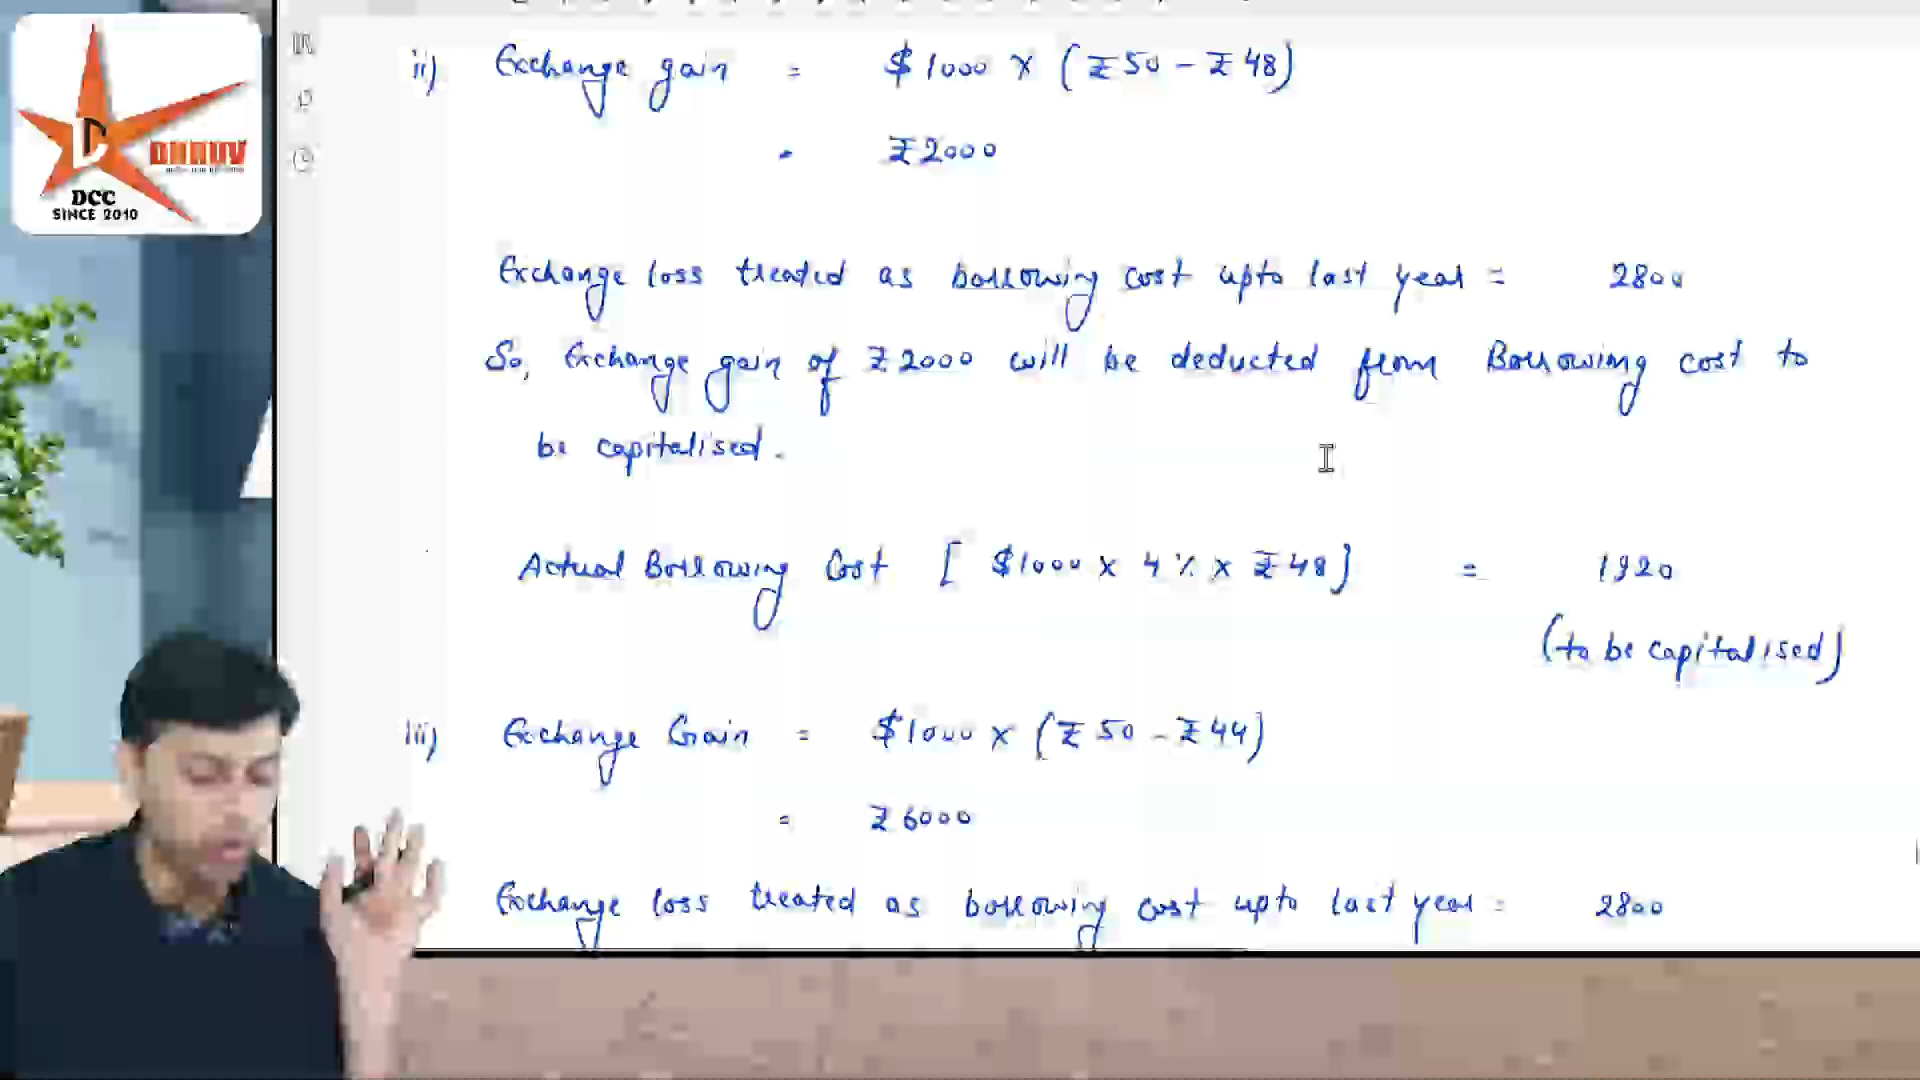 DHRUV
DCC
SINCE 2010
ii) Exchange gain = $1000 × (₹50 - ₹48)
= ₹2000
Exchange loss treated as borrowing cost upto last year = 2800
So, Exchange gain of ₹2000 will be deducted from Borrowing cost to
be capitalised.
Actual Borrowing Cost [ $1000 × 4% × ₹48] = 1920
(to be capitalised)
iii) Exchange Gain = $1000 × (₹50 - ₹44)
= ₹6000
Exchange loss treated as borrowing cost upto last year = 2800